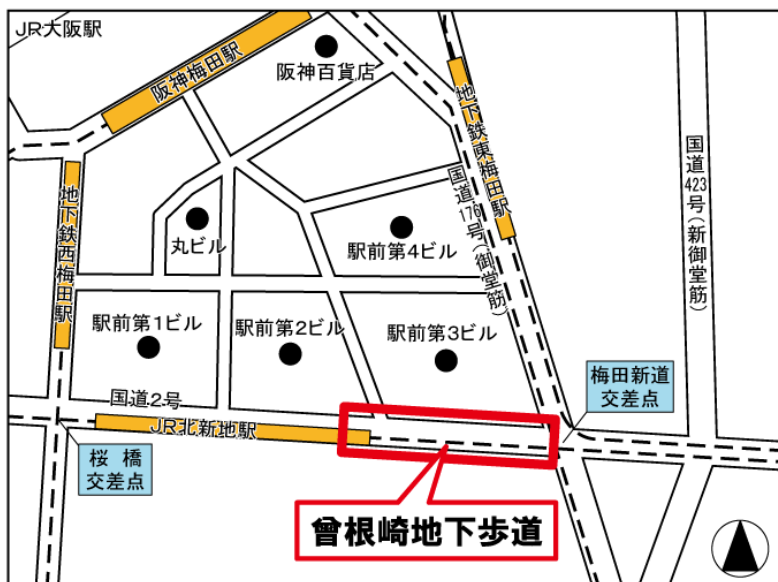 JR大阪駅
阪神梅田駅
阪神百貨店
地下鉄東梅田駅
国道423号(新御堂筋)
国道176号(御堂筋)
地下鉄西梅田駅
丸ビル
駅前第4ビル
駅前第1ビル
駅前第2ビル
駅前第3ビル
国道2号
JR北新地駅
梅田新道
交差点
桜 橋
交差点
曾根崎地下歩道